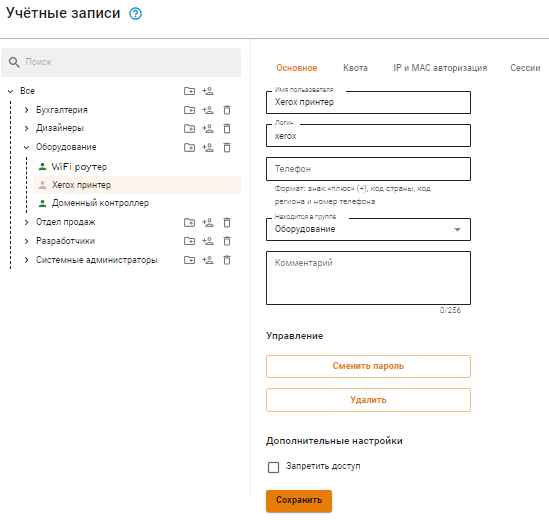 Учётные записи
Поиск
Все
Бухгалтерия
Дизайнеры
Оборудование
WiFi роутер
Xerox принтер
Доменный контроллер
Отдел продаж
Разработчики
Системные администраторы
Основное Квота IP и MAC авторизация Сессии
Имя пользователя
Xerox принтер
Логин
xerox
Телефон
Формат: знак «плюс» (+), код страны, код
региона и номер телефона
Находится в группе
Оборудование
Комментарий
0/256
Управление
Сменить пароль
Удалить
Дополнительные настройки
Запретить доступ
Сохранить